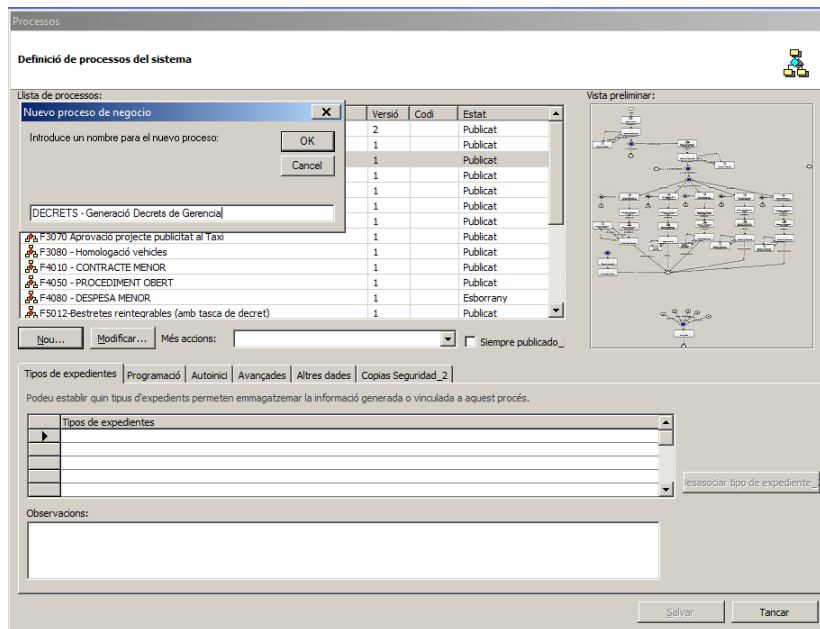 Processos
Definició de processos del sistema
Llista de processos:
Vista preliminar:
Nuevo proceso de negocio
Introduce un nombre para el nuevo proceso:
OK
Cancel
DECRETS - Generació Decrets de Gerencia
Versió Codi Estat
2 Publicat
1 Publicat
1 Publicat
1 Publicat
1 Publicat
1 Publicat
1 Publicat
F3070 Aprovació projecte publicitat al Taxi 1 Publicat
F3080 - Homologació vehicles 1 Publicat
F4010 - CONTRACTE MENOR 1 Publicat
F4050 - PROCEDIMENT OBERT 1 Publicat
F4080 - DESPESA MENOR 1 Esborrany
F5012-Bestretes reintegrables (amb tasca de decret) 1 Publicat
Nou... Modificar... Més accions: Siempre publicado_
Tipos de expedientes Programació Autoinici Avançades Altres dades Copias Seguridad_2
Podeu establir quin tipus d'expedients permeten emmagatzemar la informació generada o vinculada a aquest procés.
Tipos de expedientes
esasociar tipo de expediente_
Observacions:
Salvar Tancar